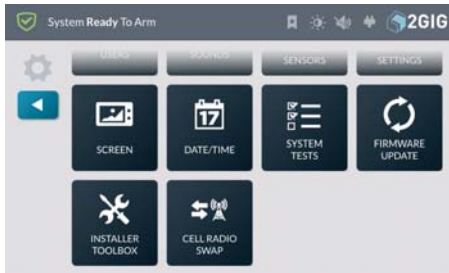 System Ready To Arm
2GIG
USERS
SOUNDS
SENSORS
SETTINGS
17
SCREEN
DATE/TIME
SYSTEM
TESTS
FIRMWARE
UPDATE
INSTALLER
TOOLBOX
CELL RADIO
SWAP